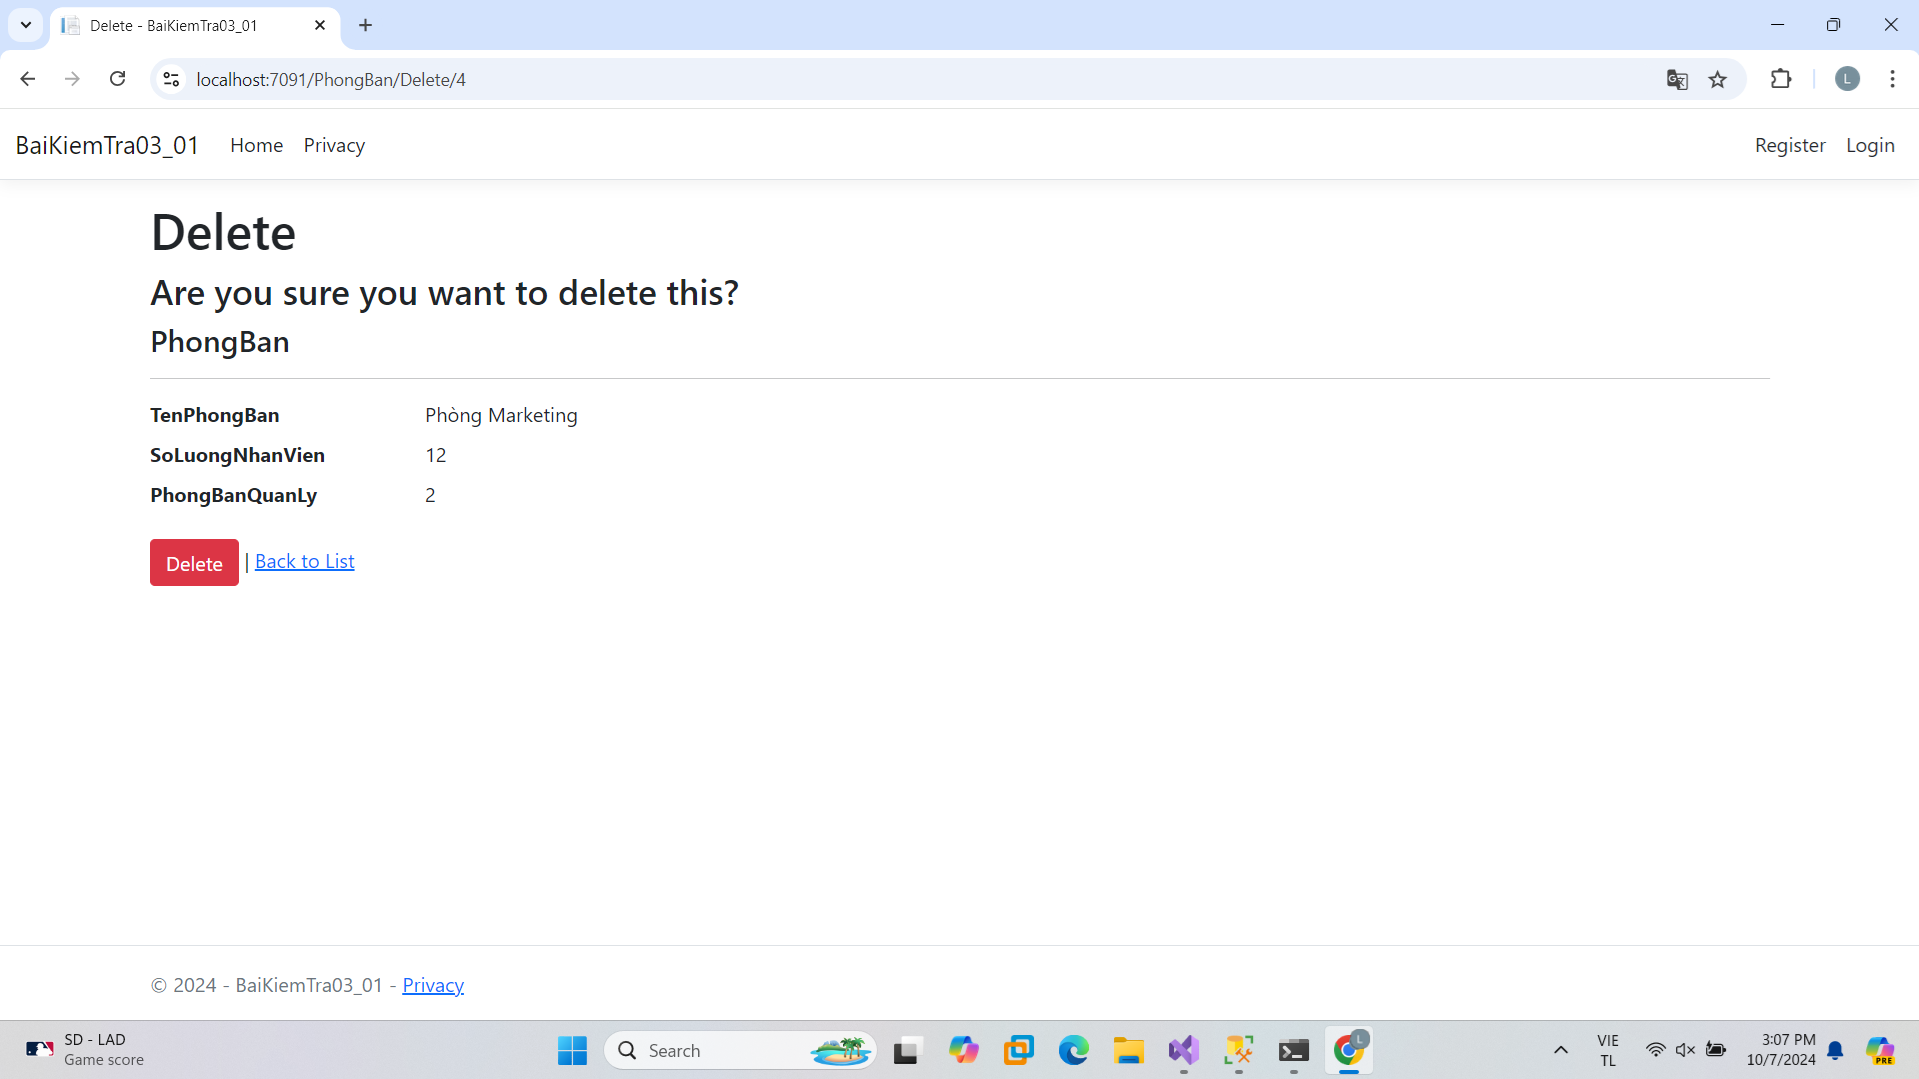 Delete - BaiKiemTra03_01
localhost:7091/PhongBan/Delete/4
L
BaiKiemTra03_01 Home Privacy Register Login
Delete
Are you sure you want to delete this?
PhongBan
TenPhongBan Phòng Marketing
SoLuongNhanVien 12
PhongBanQuanLy 2
Delete | Back to List
© 2024 - BaiKiemTra03_01 - Privacy
SD - LAD
Game score
Search
L
VIE
TL
3:07 PM
10/7/2024
PRE